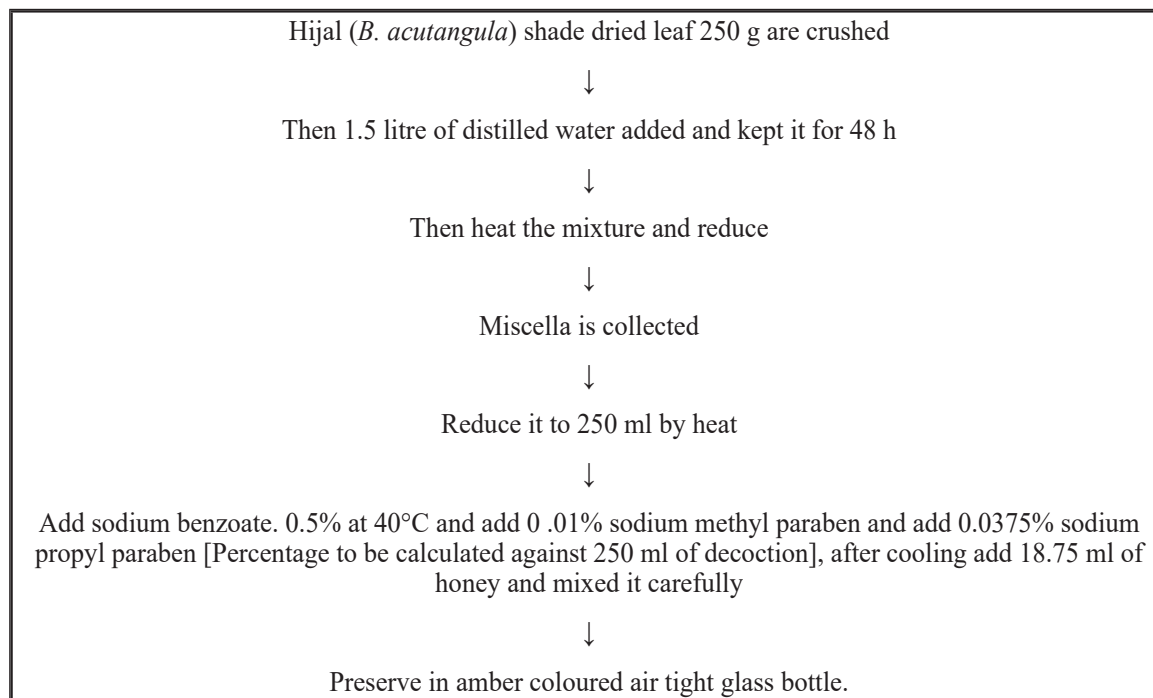 Hijal (B. acutangula) shade dried leaf 250 g are crushed
↓
Then 1.5 litre of distilled water added and kept it for 48 h
↓
Then heat the mixture and reduce
↓
Miscella is collected
↓
Reduce it to 250 ml by heat
↓
Add sodium benzoate. 0.5% at 40°C and add 0 .01% sodium methyl paraben and add 0.0375% sodium
propyl paraben [Percentage to be calculated against 250 ml of decoction], after cooling add 18.75 ml of
honey and mixed it carefully
↓
Preserve in amber coloured air tight glass bottle.